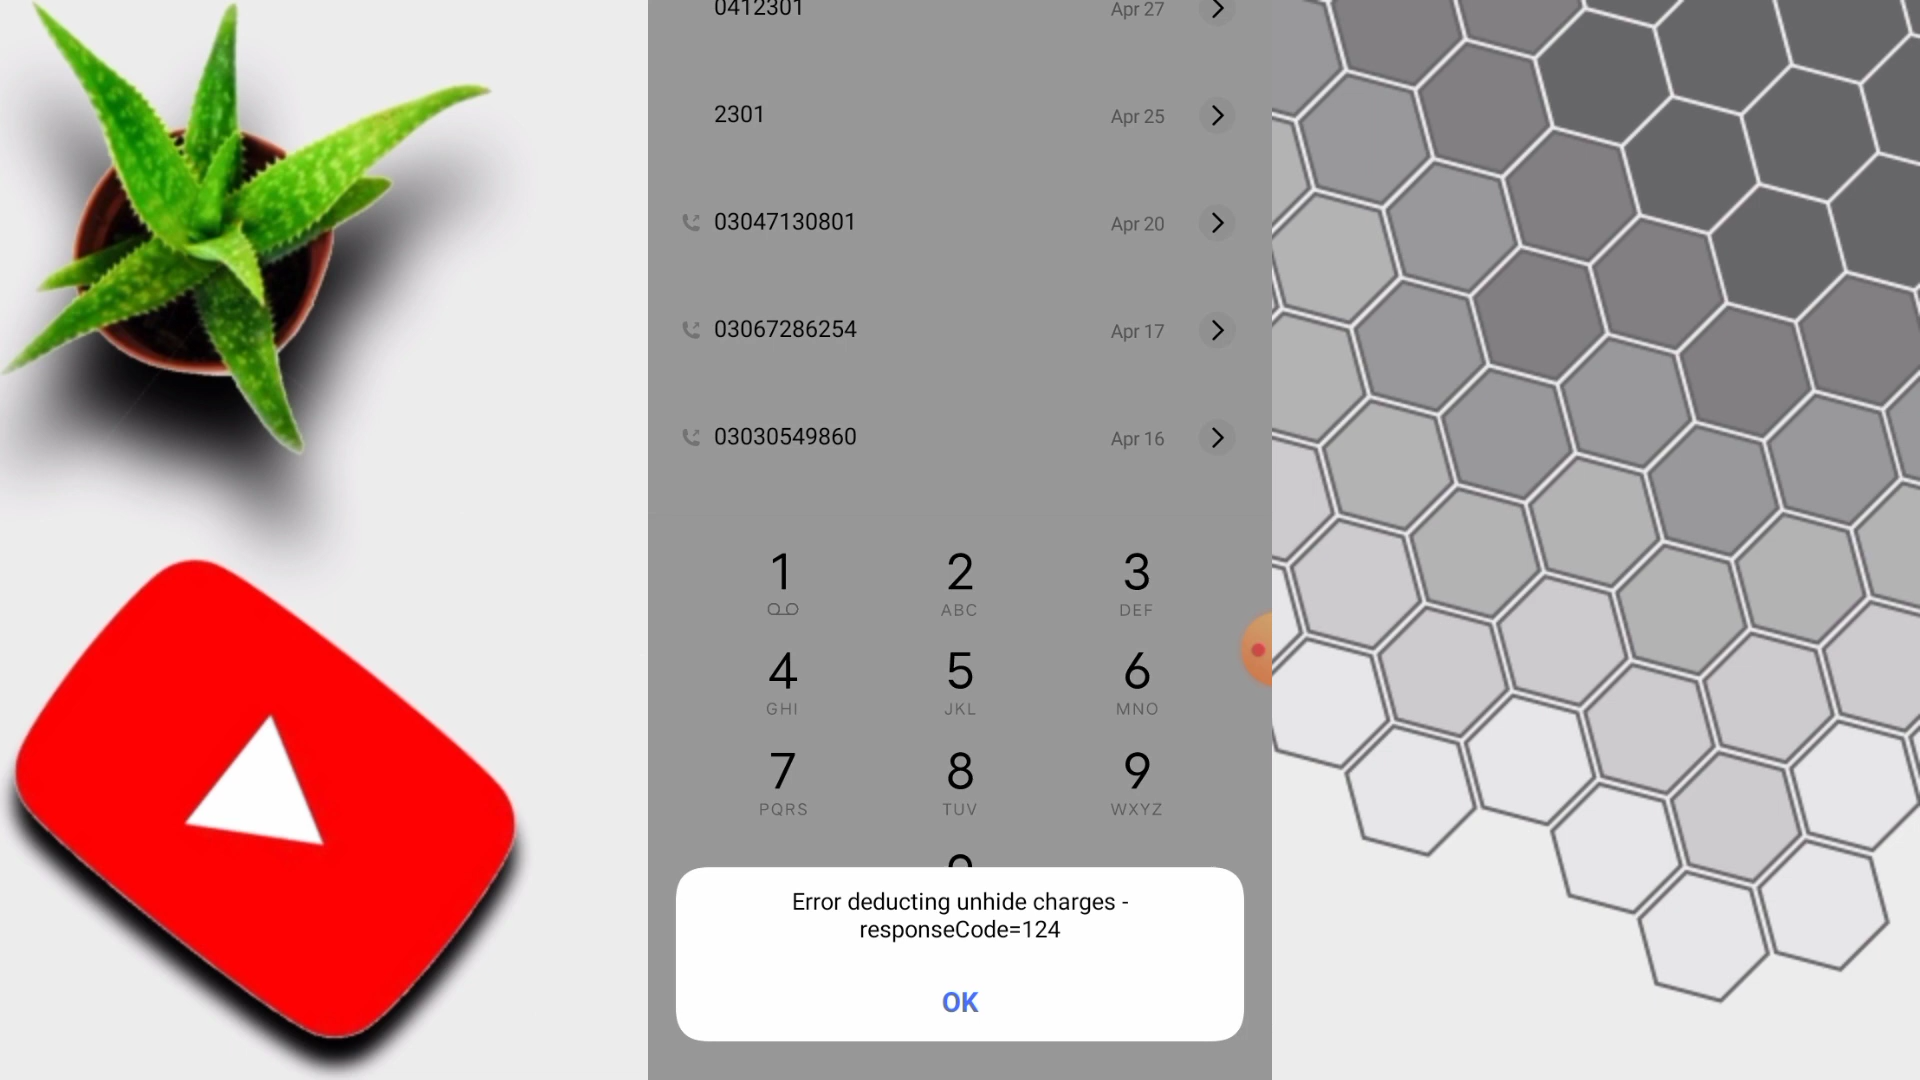 0412301 Apr 27
2301 Apr 25
03047130801 Apr 20
03067286254 Apr 17
03030549860 Apr 16
1 2 3
ABC DEF
4 5 6
GHI JKL MNO
7 8 9
PQRS TUV WXYZ
Error deducting unhide charges -
responseCode=124
OK